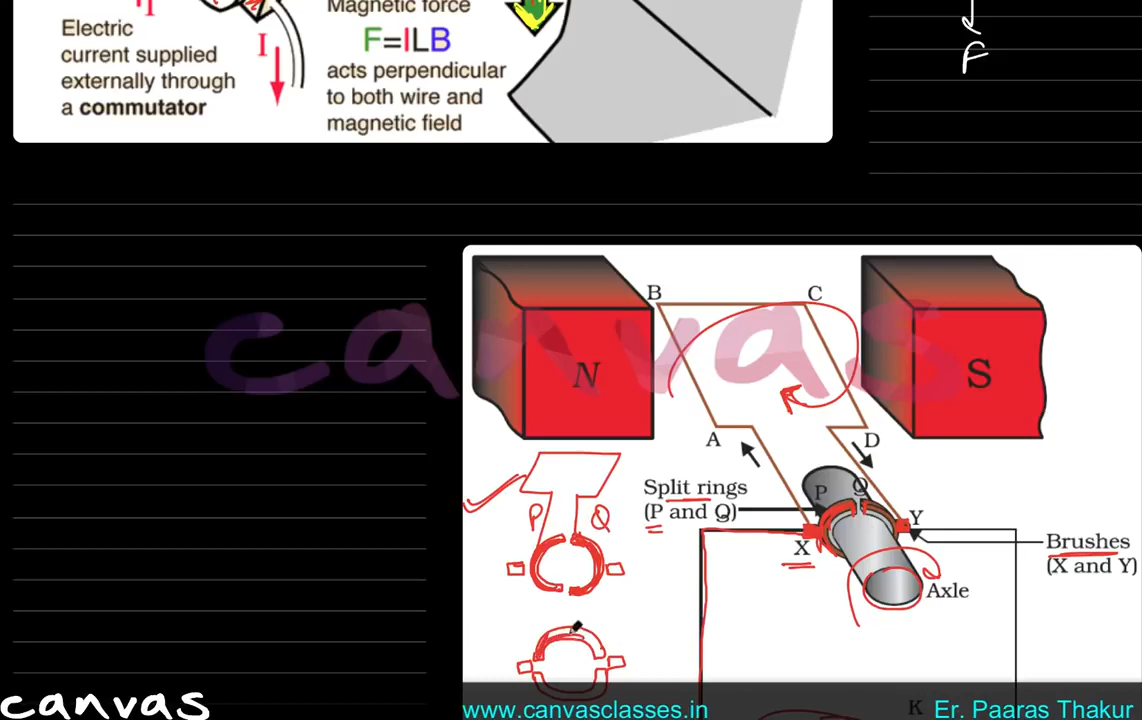 Magnetic force
Electric
current supplied
externally through
a commutator
I
F=ILB
acts perpendicular
to both wire and
magnetic field
F
canvas
B
C
N
S
A
D
Split rings
(P and Q)
P
Q
X
Y
Brushes
(X and Y)
Axle
P
Q
K
canvas
www.canvasclasses.in
Er. Paaras Thakur